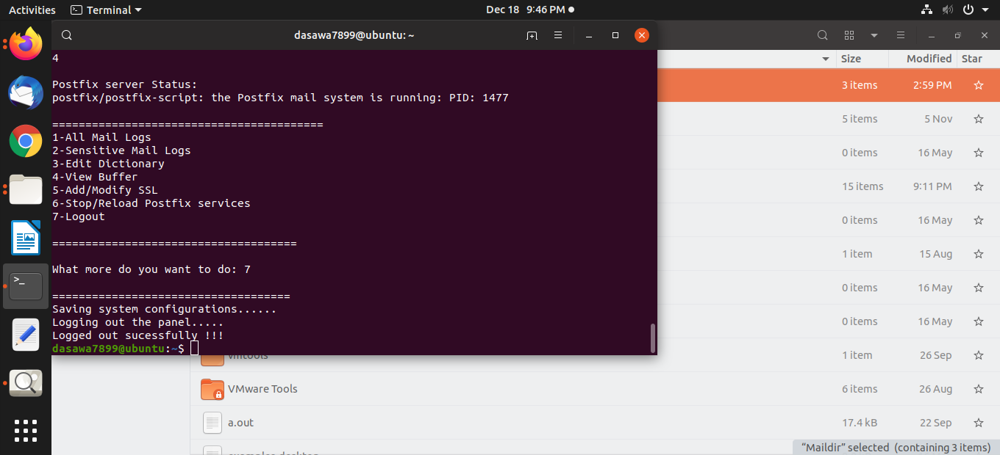 Activities Terminal Dec 18 9:46 PM
dasawa7899@ubuntu: ~
4
Postfix server Status:
postfix/postfix-script: the Postfix mail system is running: PID: 1477
=========================================
1-All Mail Logs
2-Sensitive Mail Logs
3-Edit Dictionary
4-View Buffer
5-Add/Modify SSL
6-Stop/Reload Postfix services
7-Logout
=====================================
What more do you want to do: 7
====================================
Saving system configurations......
Logging out the panel.....
Logged out sucessfully !!!
dasawa7899@ubuntu:~$
Size Modified Star
3 items 2:59 PM
5 items 5 Nov
0 items 16 May
15 items 9:11 PM
0 items 16 May
1 item 15 Aug
0 items 16 May
0 items 16 May
vmtools 1 item 26 Sep
VMware Tools 6 items 26 Aug
a.out 17.4 kB 22 Sep
“Maildir” selected (containing 3 items)